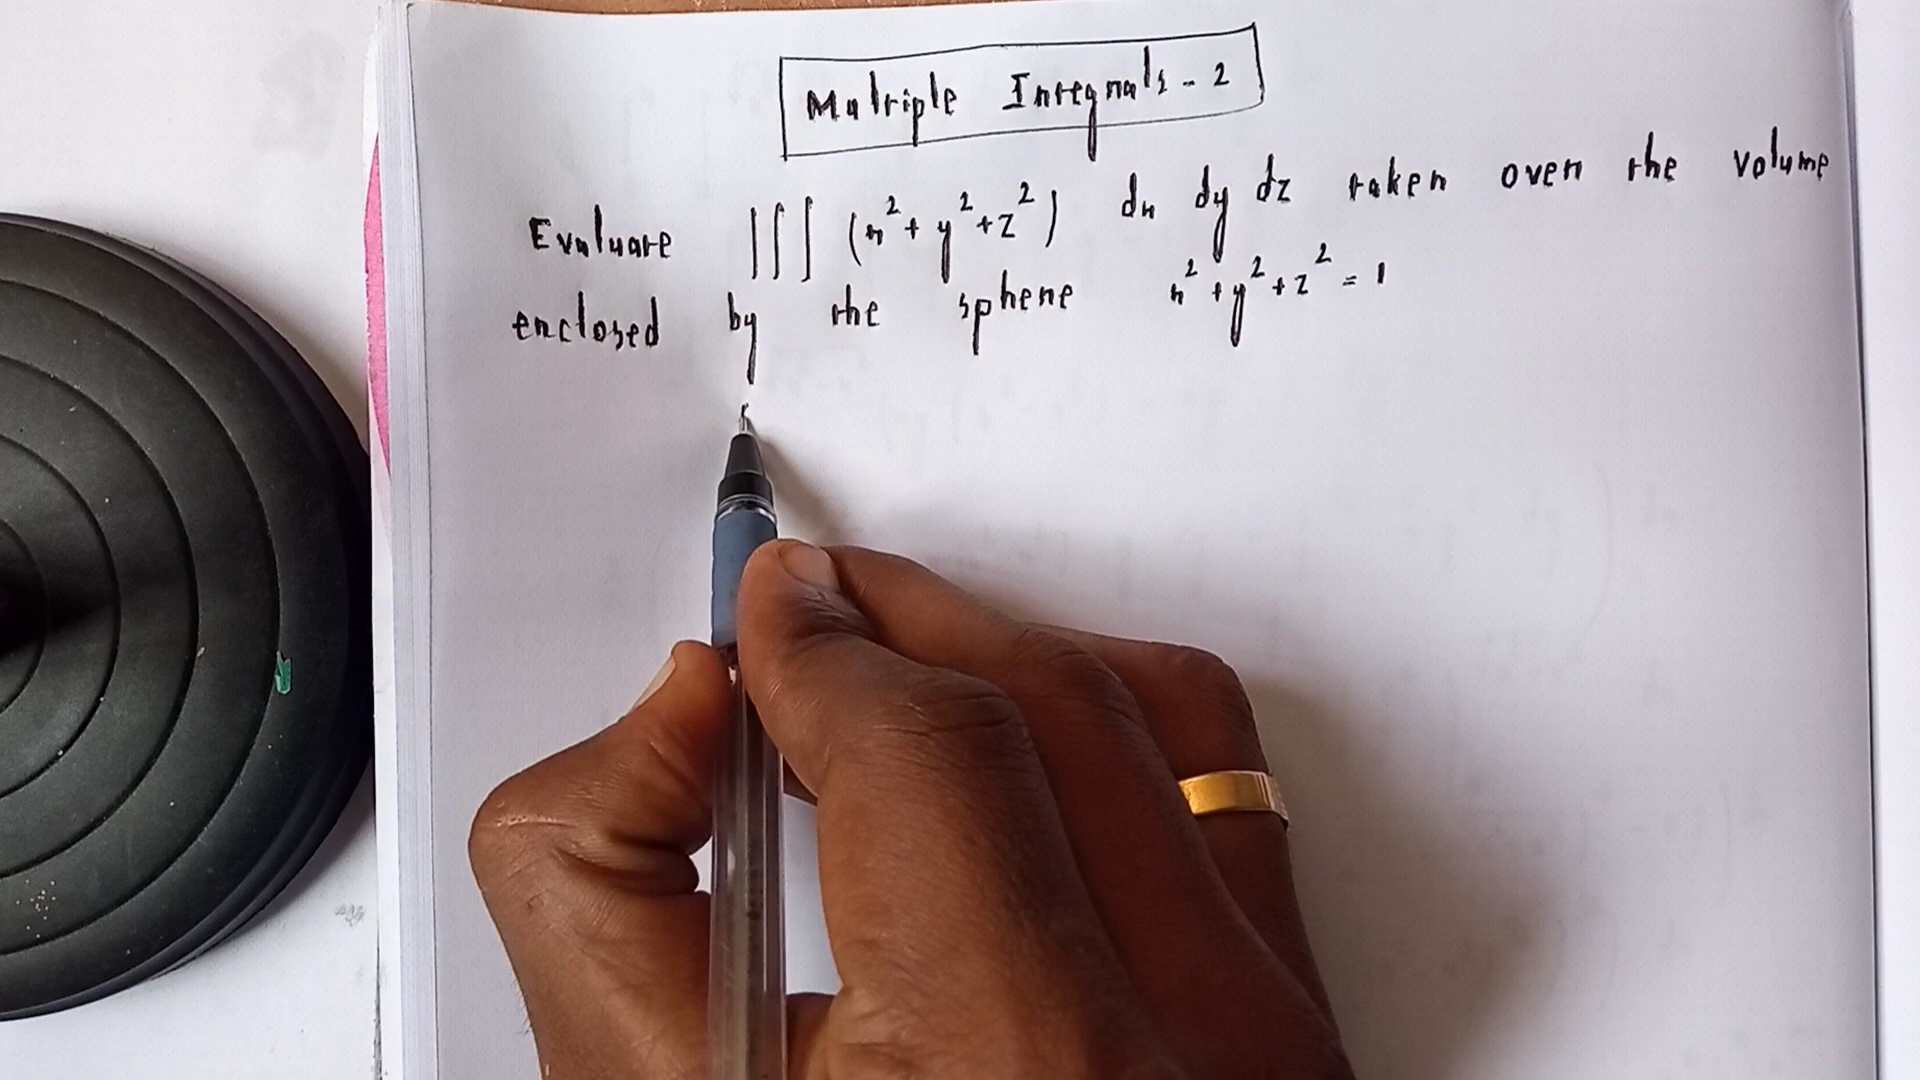 Multiple Integrals - 2
Evaluate ∫∫∫ (x² + y² + z²) dx dy dz taken over the volume
enclosed by the sphere x² + y² + z² = 1